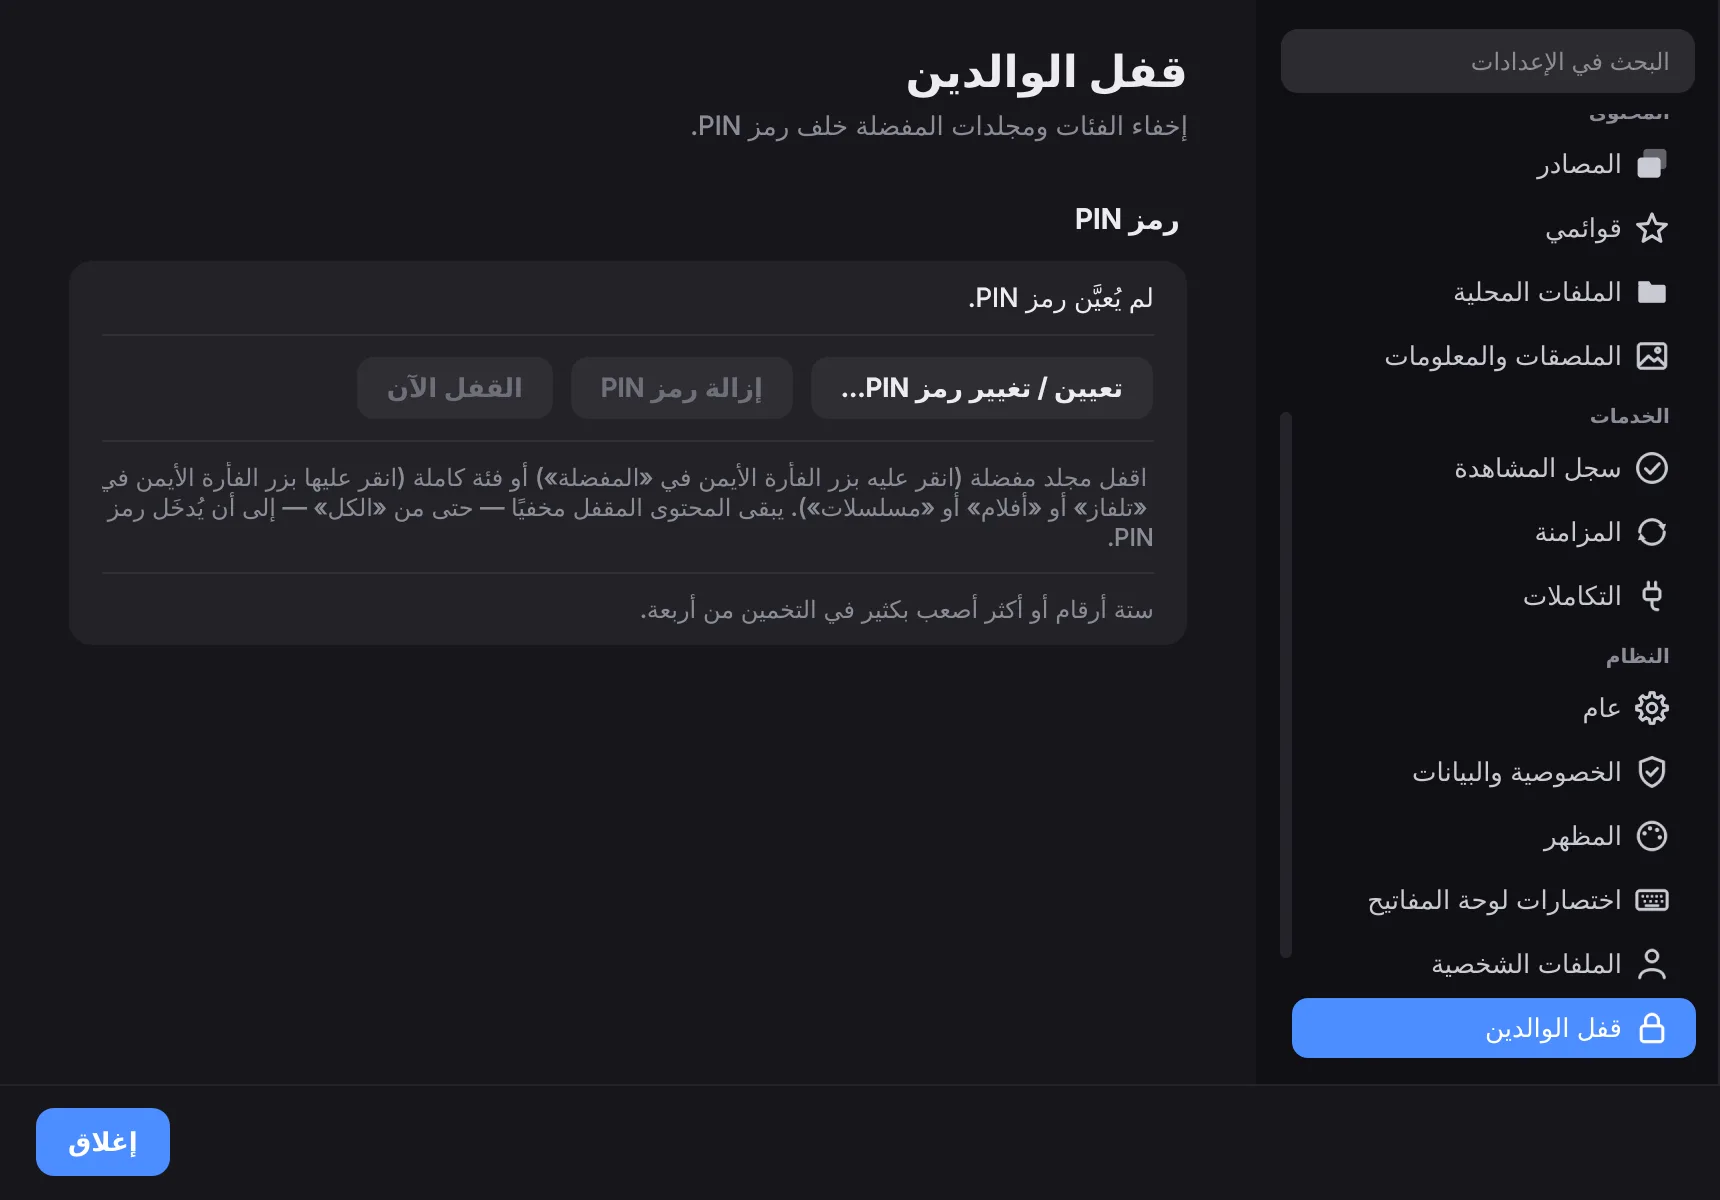 البحث في الإعدادات
المحتوى
المصادر
قوائمي
الملفات المحلية
الملصقات والمعلومات
الخدمات
سجل المشاهدة
المزامنة
التكاملات
النظام
عام
الخصوصية والبيانات
المظهر
اختصارات لوحة المفاتيح
الملفات الشخصية
قفل الوالدين
قفل الوالدين
إخفاء الفئات ومجلدات المفضلة خلف رمز PIN.
رمز PIN
لم يُعيَّن رمز PIN.
تعيين / تغيير رمز PIN...
إزالة رمز PIN
القفل الآن
اقفل مجلد مفضلة (انقر عليه بزر الفأرة الأيمن في «المفضلة») أو فئة كاملة (انقر عليها بزر الفأرة الأيمن في
«تلفاز» أو «أفلام» أو «مسلسلات»). يبقى المحتوى المقفل مخفيًا — حتى من «الكل» — إلى أن يُدخَل رمز
PIN.
ستة أرقام أو أكثر أصعب بكثير في التخمين من أربعة.
إغلاق